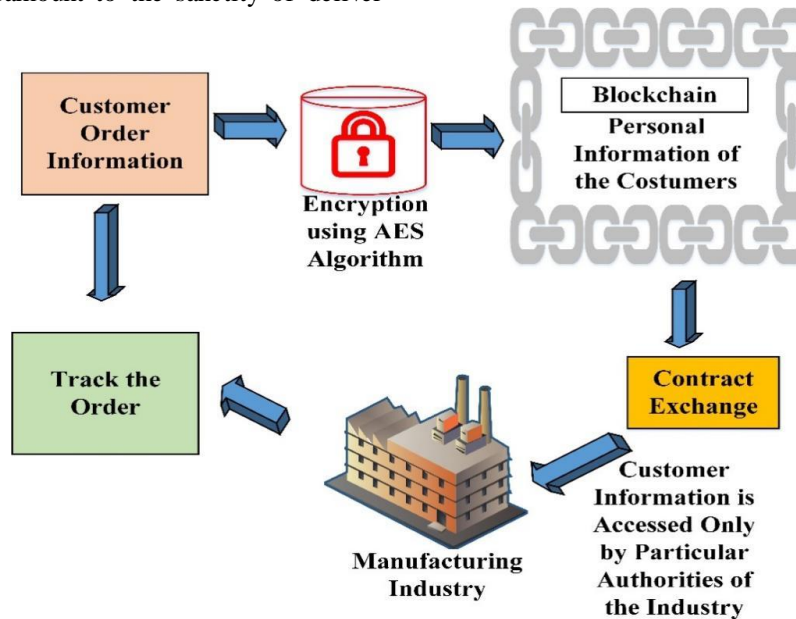 Customer
Order
Information
Encryption
using AES
Algorithm
Blockchain
Personal
Information of
the Costumers
Contract
Exchange
Customer
Information is
Accessed Only
by Particular
Authorities of
the Industry
Manufacturing
Industry
Track the
Order